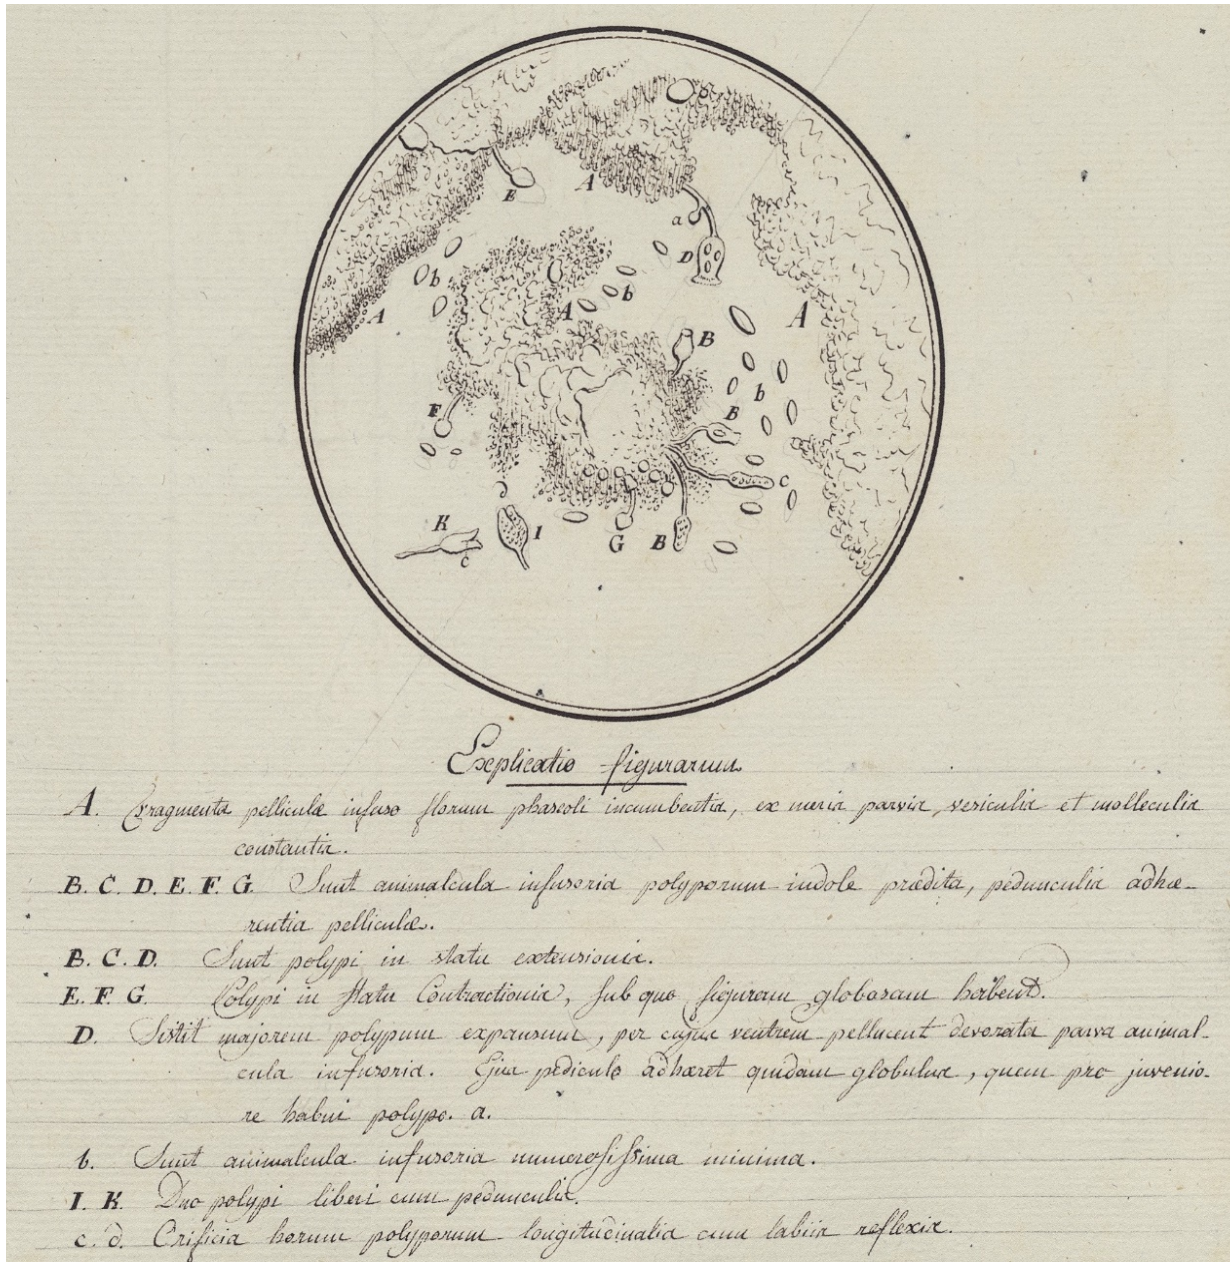 E
A
a
D
b
b
A
A
A
B
b
F
B
C
d
K
I
G
B
c
Explicatio figurarum
A. Fragmenta pelliculæ infuso florum phaseoli incumbentia, ex meris parvis, vesiculis et molleculis
constantis.
B. C. D. E. F. G. Sunt animalcula infusoria polyporum indole prædita, pedunculis adhæ-
rentia pelliculæ.
B. C. D. Sunt polypi in statu extensionis.
E. F. G. Polypi in statu Contractionis, sub quo figuram globosam habent.
D. Sistit majorem polypum expansum, per cujus ventrem pellucent devorata parva animal-
cula infusoria. Ejus pediculo adhæret quidam globulus, quem pro juvenio-
re habui polypo. a.
b. Sunt animalcula infusoria numerosissima minima.
I. K. Duo polypi liberi cum pedunculis.
c. d. Orificia horum polyporum longitudinalia cum labiis reflexis.